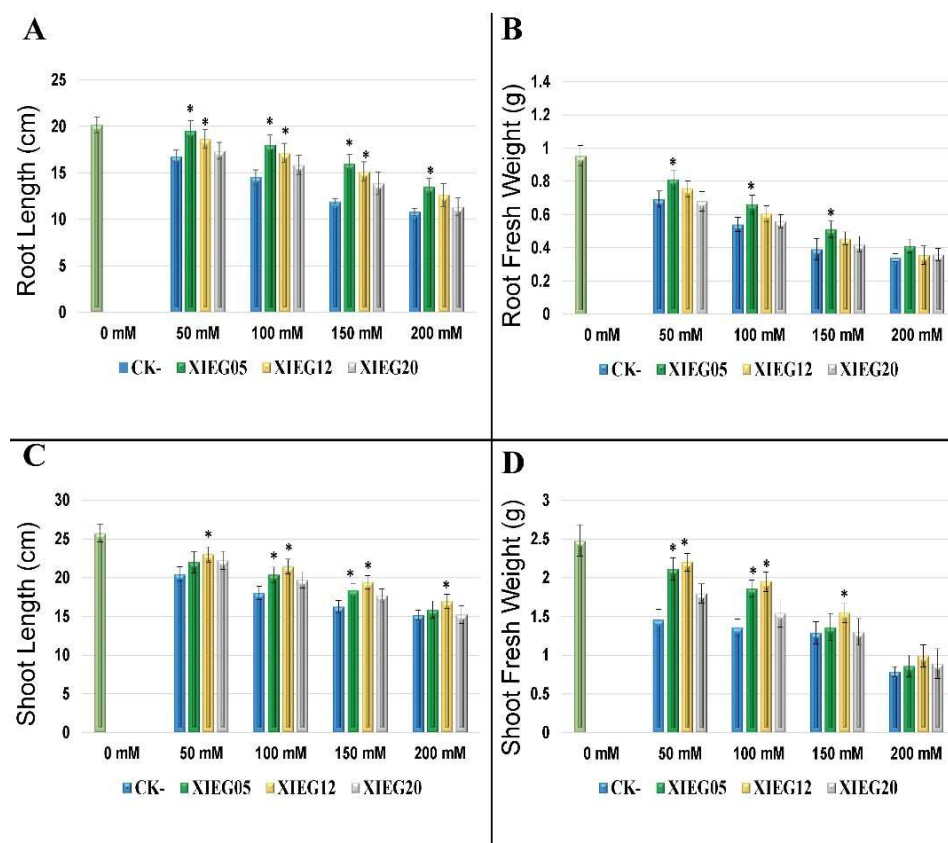 A
Root Length (cm)
25
20
15
10
5
0
* * * * * * *
0 mM 50 mM 100 mM 150 mM 200 mM
CK- XIEG05 XIEG12 XIEG20
B
Root Fresh Weight (g)
1.4
1.2
1
0.8
0.6
0.4
0.2
0
* * *
0 mM 50 mM 100 mM 150 mM 200 mM
CK- XIEG05 XIEG12 XIEG20
C
Shoot Length (cm)
30
25
20
15
10
5
0
* * * * * *
0 mM 50 mM 100 mM 150 mM 200 mM
CK- XIEG05 XIEG12 XIEG20
D
Shoot Fresh Weight (g)
3
2.5
2
1.5
1
0.5
0
* * * * *
0 mM 50 mM 100 mM 150 mM 200 mM
CK- XIEG05 XIEG12 XIEG20